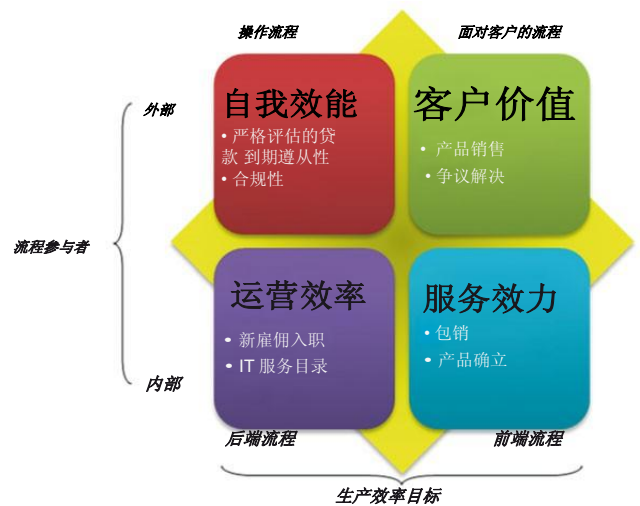 操作流程
面对客户的流程
外部
自我效能
• 严格评估的贷
款 到期遵从性
• 合规性
客户价值
• 产品销售
• 争议解决
流程参与者
运营效率
• 新雇佣入职
• IT 服务目录
服务效力
• 包销
• 产品确立
内部
后端流程
前端流程
生产效率目标